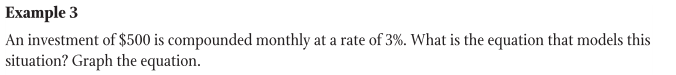 Example 3
An investment of $500 is compounded monthly at a rate of 3%. What is the equation that models this
situation? Graph the equation.